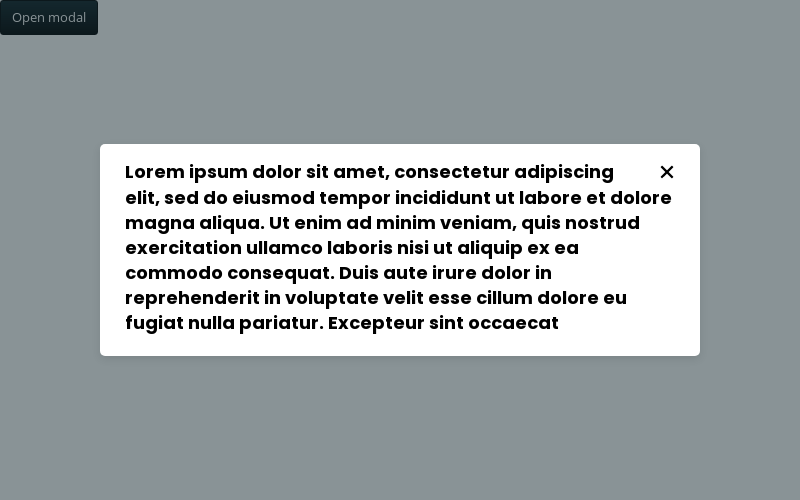 Open modal
Lorem ipsum dolor sit amet, consectetur adipiscing
elit, sed do eiusmod tempor incididunt ut labore et dolore
magna aliqua. Ut enim ad minim veniam, quis nostrud
exercitation ullamco laboris nisi ut aliquip ex ea
commodo consequat. Duis aute irure dolor in
reprehenderit in voluptate velit esse cillum dolore eu
fugiat nulla pariatur. Excepteur sint occaecat